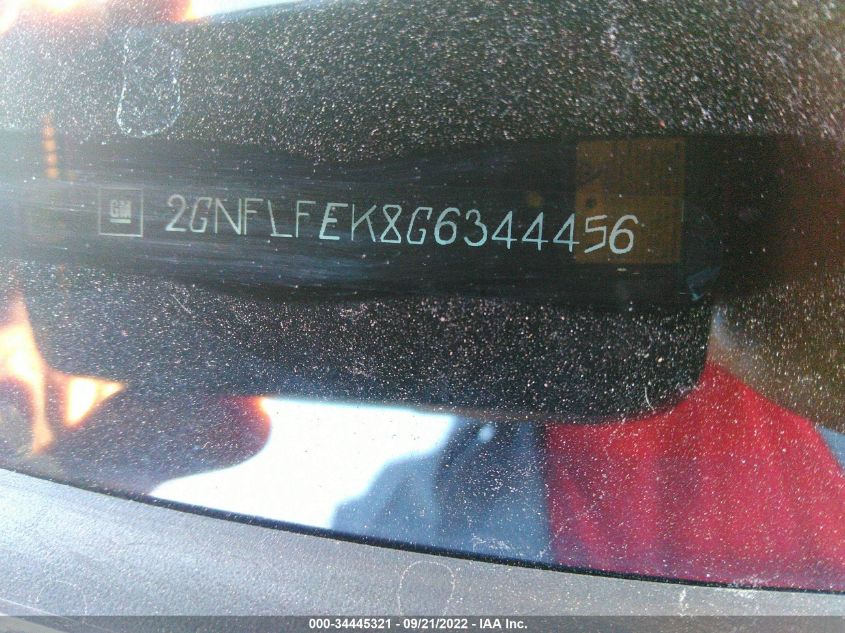 GM 2GNFLFEK8G6344456
000-34445321 - 09/21/2022 - IAA Inc.